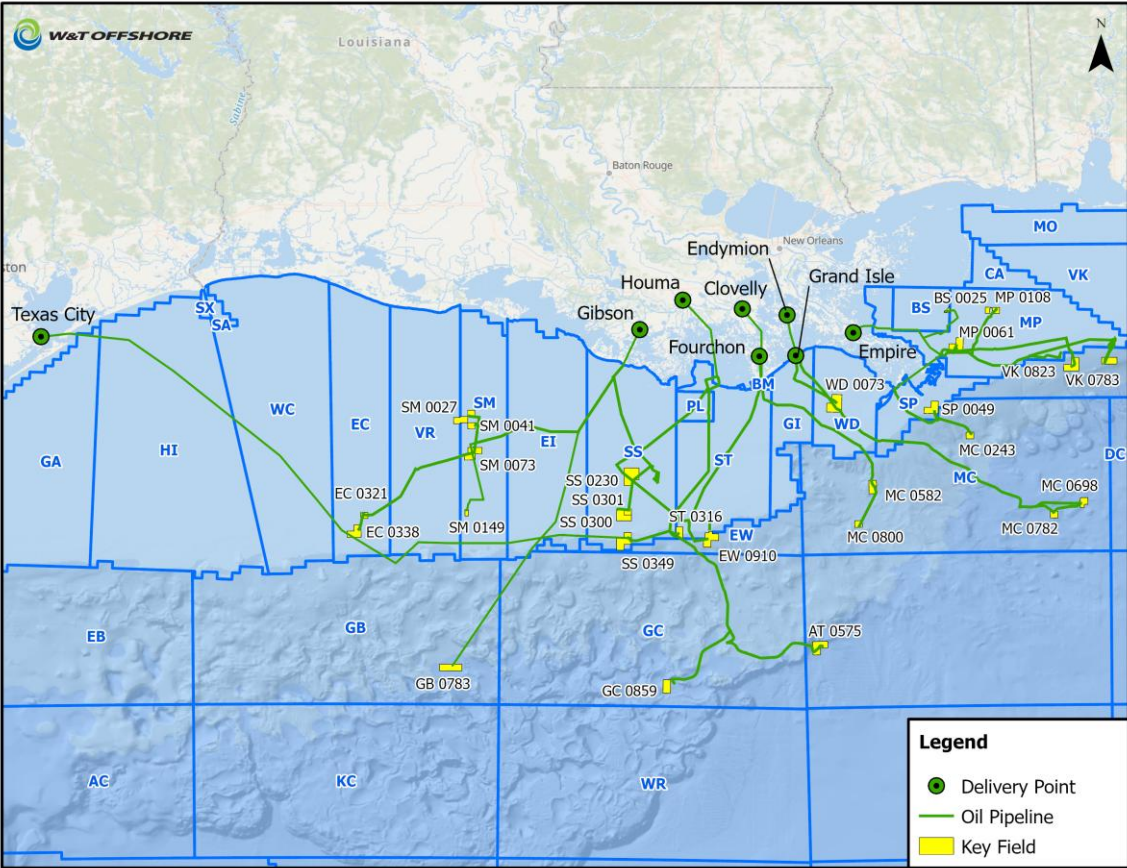 W&T OFFSHORE
N
Louisiana
Sabine
Baton Rouge
Endymion
New Orleans
MO
Houma
Clovelly
Grand Isle
CA
VK
ston
Texas City
SX
SA
Gibson
BS
BS 0025
MP 0108
MP
MP 0061
Fourchon
Empire
BM
VK 0823
VK 0783
WC
EC
VR
SM
SM 0027
SM 0041
EI
PL
GI
WD 0073
WD
SP
SP 0049
GA
HI
SM 0073
SS
ST
MC 0243
DC
SS 0230
MC
EC 0321
SS 0301
MC 0582
MC 0698
EC 0338
SM 0149
SS 0300
ST 0316
EW
MC 0800
MC 0782
SS 0349
EW 0910
EB
GB
GC
AT 0575
GB 0783
GC 0859
AC
KC
WR
Legend
Delivery Point
Oil Pipeline
Key Field